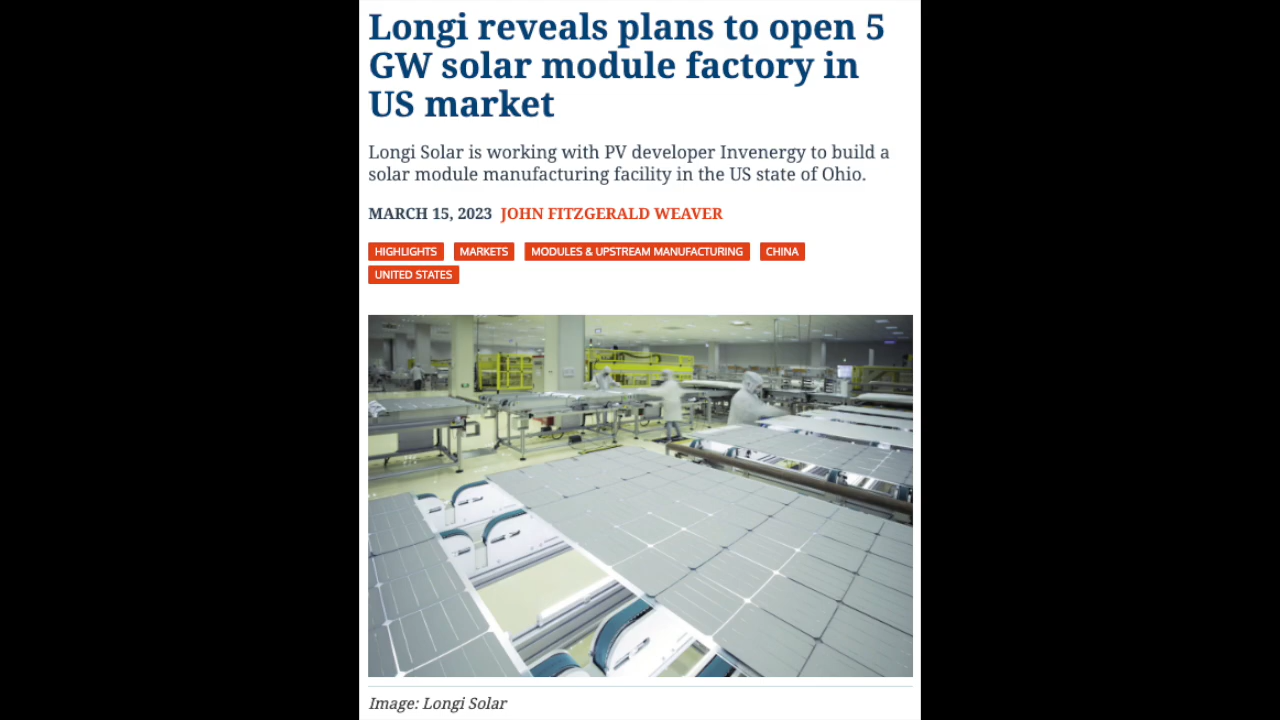 Longi reveals plans to open 5
GW solar module factory in
US market
Longi Solar is working with PV developer Invenergy to build a
solar module manufacturing facility in the US state of Ohio.
MARCH 15, 2023 JOHN FITZGERALD WEAVER
HIGHLIGHTS MARKETS MODULES & UPSTREAM MANUFACTURING CHINA
UNITED STATES
Image: Longi Solar